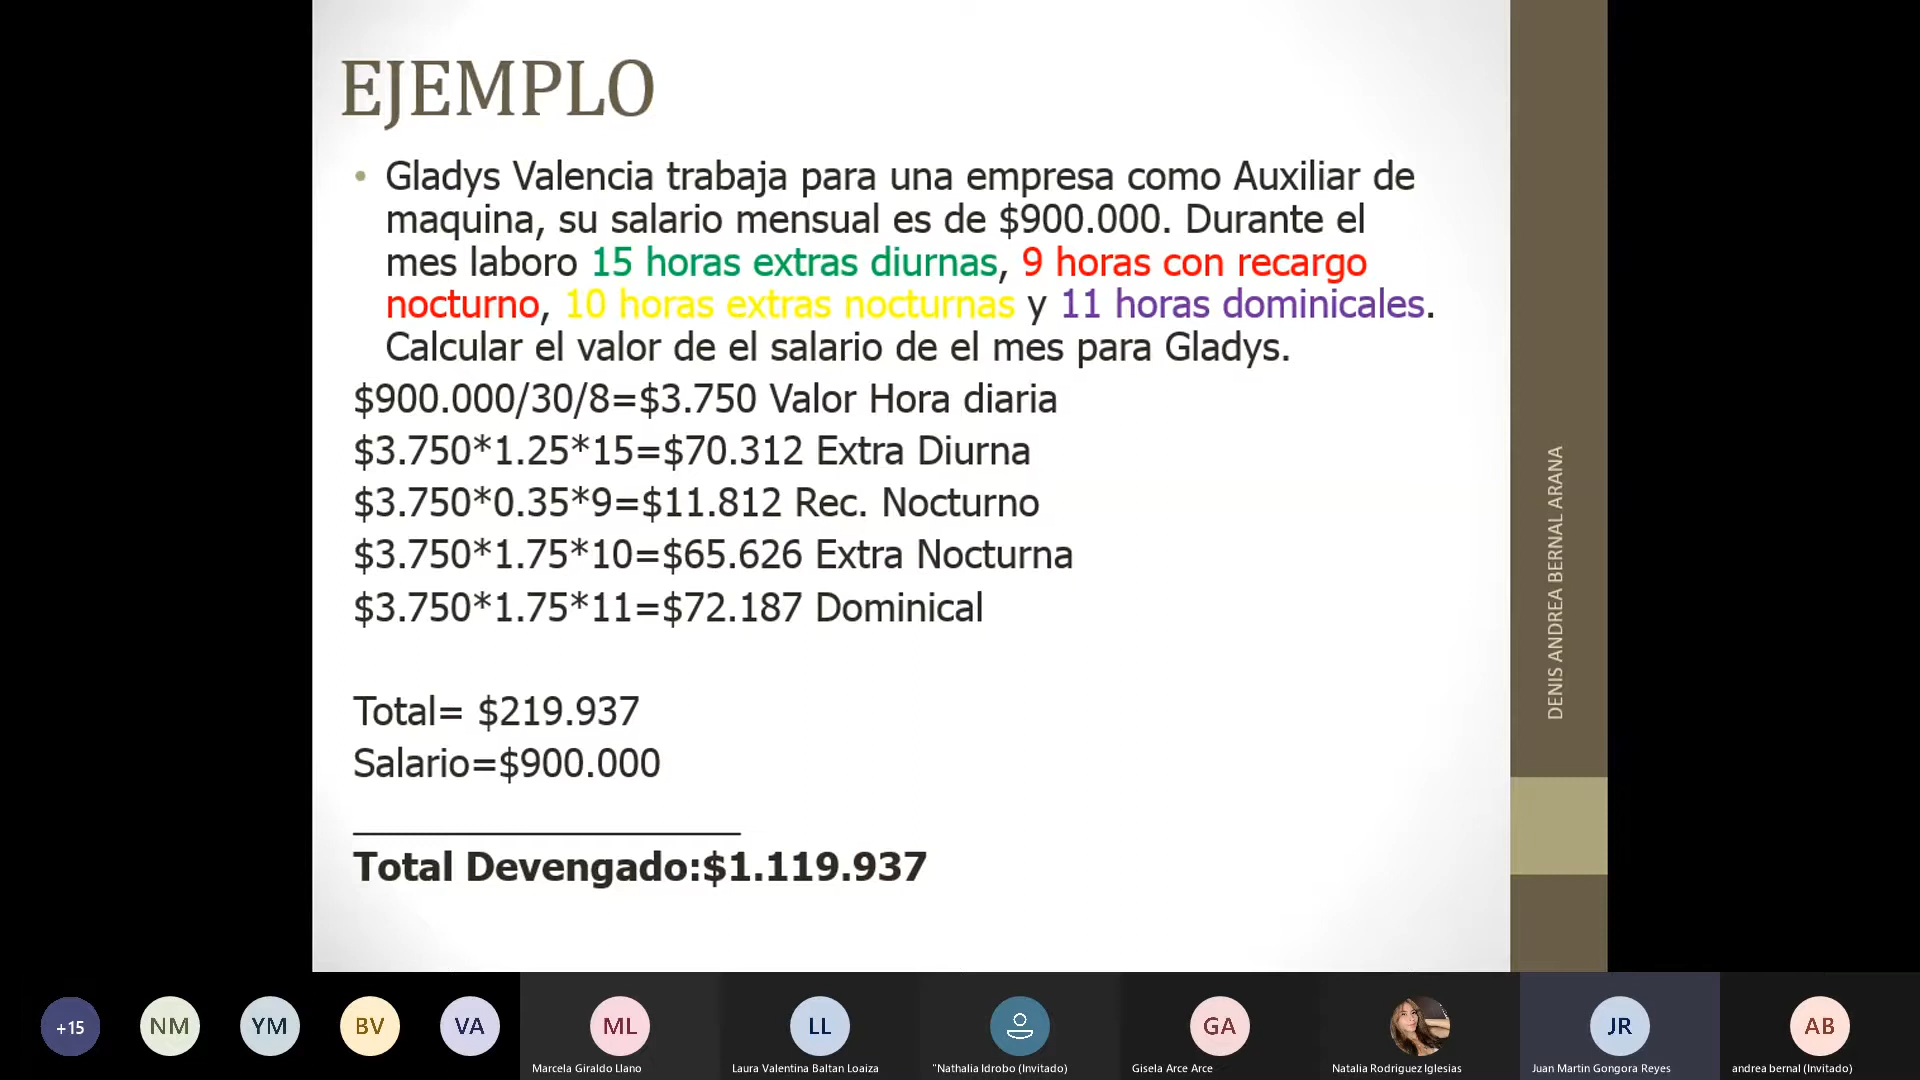 EJEMPLO
• Gladys Valencia trabaja para una empresa como Auxiliar de
maquina, su salario mensual es de $900.000. Durante el
mes laboro 15 horas extras diurnas, 9 horas con recargo
nocturno, 10 horas extras nocturnas y 11 horas dominicales.
Calcular el valor de el salario de el mes para Gladys.
$900.000/30/8=$3.750 Valor Hora diaria
$3.750*1.25*15=$70.312 Extra Diurna
$3.750*0.35*9=$11.812 Rec. Nocturno
$3.750*1.75*10=$65.626 Extra Nocturna
$3.750*1.75*11=$72.187 Dominical
Total= $219.937
Salario=$900.000
Total Devengado:$1.119.937
DENIS ANDREA BERNAL ARANA
+15
NM
YM
BV
VA
ML
LL
GA
JR
AB
Marcela Giraldo Llano
Laura Valentina Baltan Loaiza
"Nathalia Idrobo (Invitado)
Gisela Arce Arce
Natalia Rodriguez Iglesias
Juan Martin Gongora Reyes
andrea bernal (Invitado)